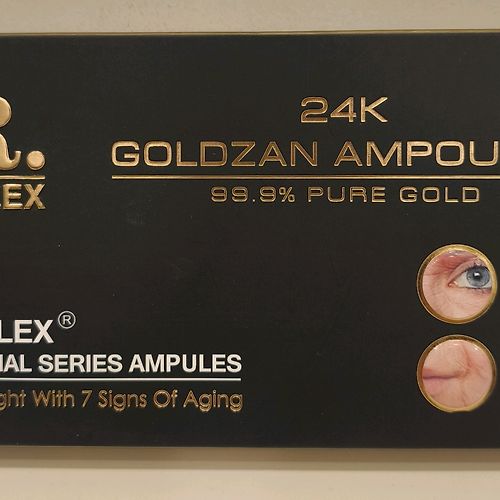 R.
LEX
24K
GOLDZAN AMPOU
99.9% PURE GOLD
LEX®
IAL SERIES AMPULES
ght With 7 Signs Of Aging